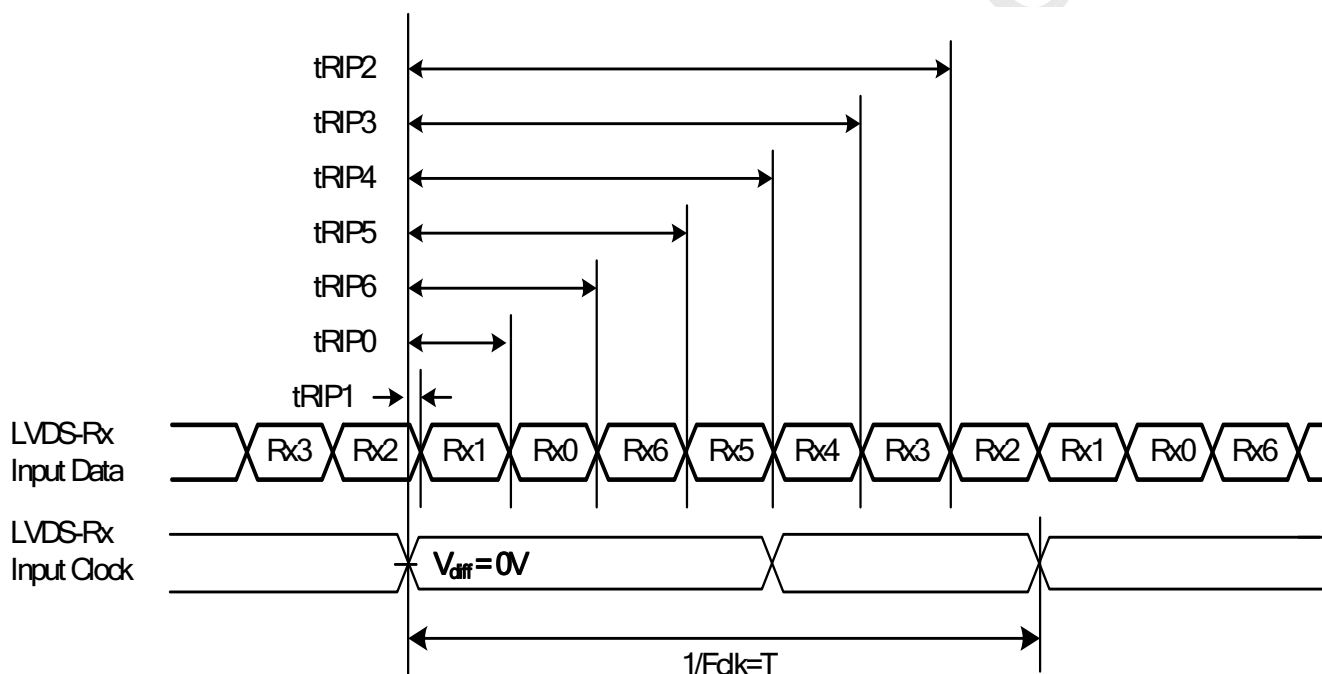 tRIP2
tRIP3
tRIP4
tRIP5
tRIP6
tRIP0
tRIP1
LVDS-Rx
Input Data
Rx3 Rx2 Rx1 Rx0 Rx6 Rx5 Rx4 Rx3 Rx2 Rx1 Rx0 Rx6
LVDS-Rx
Input Clock
Vdiff = 0V
1/Fclk=T